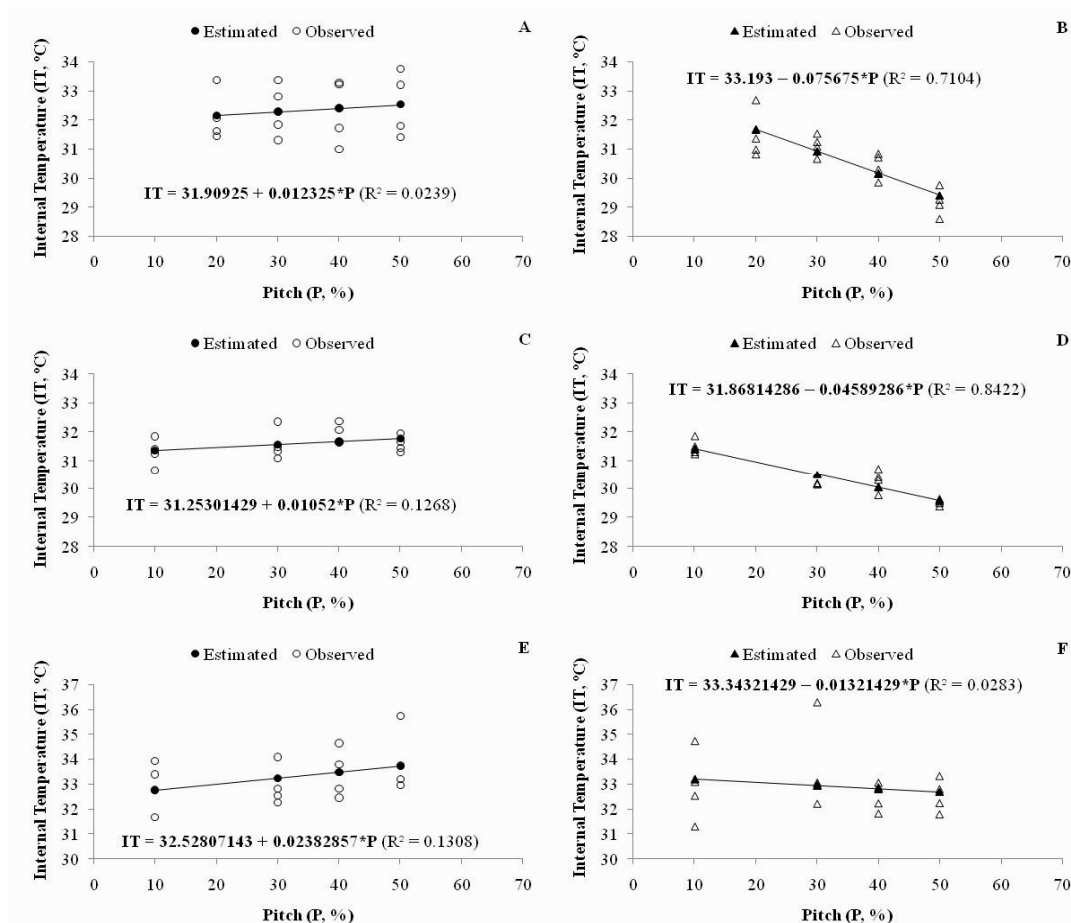 ● Estimated ○ Observed A
Internal Temperature (IT, ºC)
34
33
32
31
30
29
28
IT = 31.90925 + 0.012325*P (R² = 0.0239)
0 10 20 30 40 50 60 70
Pitch (P, %)
▲ Estimated △ Observed B
Internal Temperature (IT, ºC)
34
33
32
31
30
29
28
IT = 33.193 – 0.075675*P (R² = 0.7104)
0 10 20 30 40 50 60 70
Pitch (P, %)
● Estimated ○ Observed C
Internal Temperature (IT, ºC)
34
33
32
31
30
29
28
IT = 31.25301429 + 0.01052*P (R² = 0.1268)
0 10 20 30 40 50 60 70
Pitch (P, %)
▲ Estimated △ Observed D
Internal Temperature (IT, ºC)
34
33
32
31
30
29
28
IT = 31.86814286 – 0.04589286*P (R² = 0.8422)
0 10 20 30 40 50 60 70
Pitch (P, %)
● Estimated ○ Observed E
Internal Temperature (IT, ºC)
37
36
35
34
33
32
31
30
IT = 32.52807143 + 0.02382857*P (R² = 0.1308)
0 10 20 30 40 50 60 70
Pitch (P, %)
▲ Estimated △ Observed F
Internal Temperature (IT, ºC)
37
36
35
34
33
32
31
30
IT = 33.34321429 – 0.01321429*P (R² = 0.0283)
0 10 20 30 40 50 60 70
Pitch (P, %)